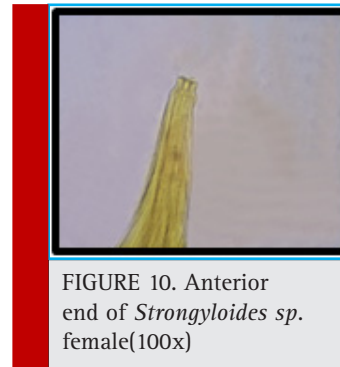 FIGURE 10. Anterior
end of Strongyloides sp.
female(100x)